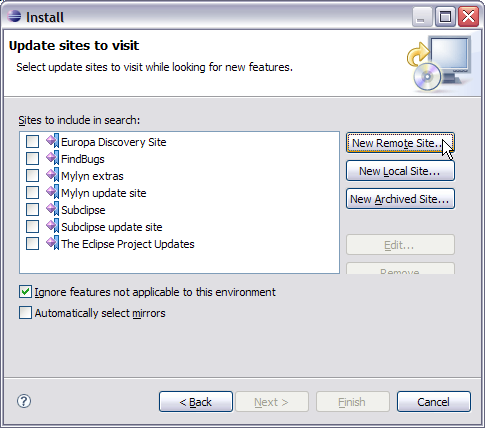 Install
Update sites to visit
Select update sites to visit while looking for new features.
Sites to include in search:
Europa Discovery Site
FindBugs
Mylyn extras
Mylyn update site
Subclipse
Subclipse update site
The Eclipse Project Updates
New Remote Site...
New Local Site...
New Archived Site...
Edit...
Remove
Ignore features not applicable to this environment
Automatically select mirrors
?
< Back
Next >
Finish
Cancel